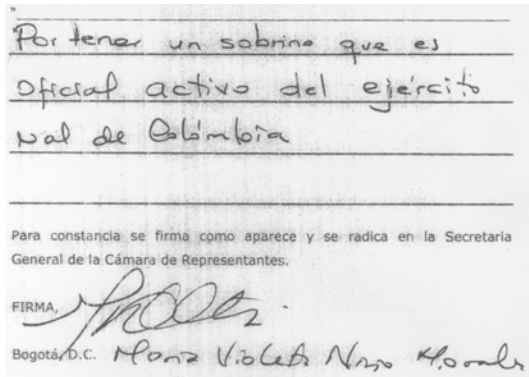 "
Por tener un sobrino que es
Oficial activo del ejército
Nal de Colombia
Para constancia se firma como aparece y se radica en la Secretaria
General de la Cámara de Representantes.
FIRMA,
Bogotá, D.C. Maria Violeta Niño Morales